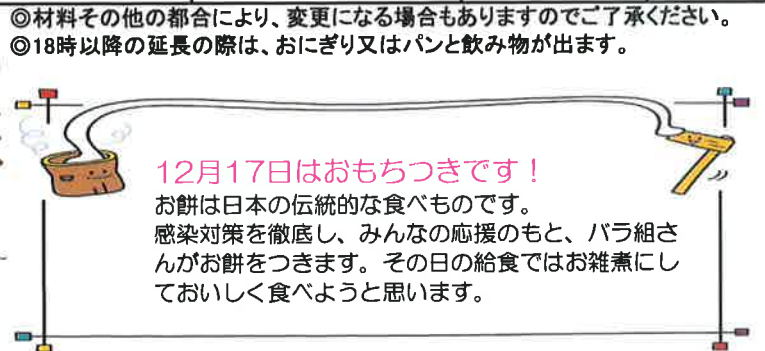 ◎材料その他の都合により、変更になる場合もありますのでご了承ください。
◎18時以降の延長の際は、おにぎり又はパンと飲み物が出ます。
12月17日はおもちつきです！
お餅は日本の伝統的な食べものです。
感染対策を徹底し、みんなの応援のもと、バラ組さ
んがお餅をつきます。その日の給食ではお雑煮にし
ておいしく食べようと思います。